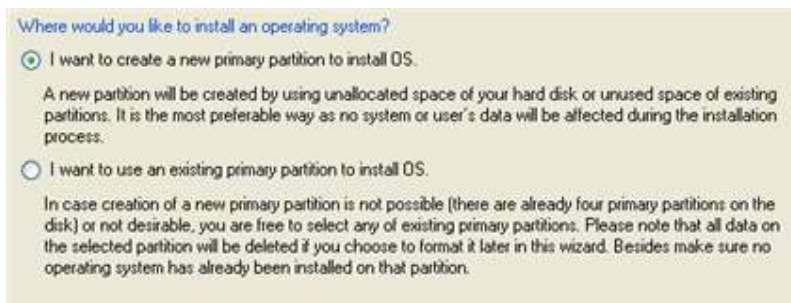 Where would you like to install an operating system?
I want to create a new primary partition to install OS.
A new partition will be created by using unallocated space of your hard disk or unused space of existing
partitions. It is the most preferable way as no system or user's data will be affected during the installation
process.
I want to use an existing primary partition to install OS.
In case creation of a new primary partition is not possible (there are already four primary partitions on the
disk) or not desirable, you are free to select any of existing primary partitions. Please note that all data on
the selected partition will be deleted if you choose to format it later in this wizard. Besides make sure no
operating system has already been installed on that partition.